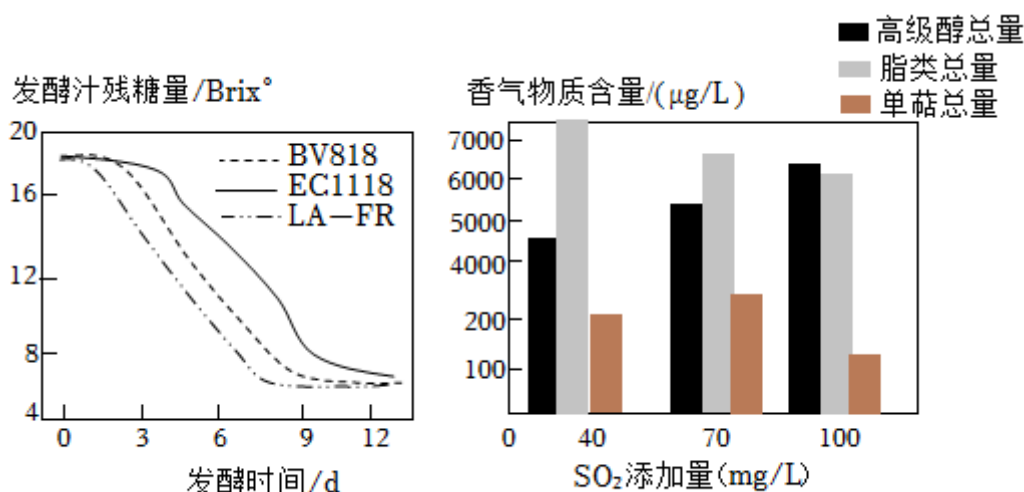 发酵汁残糖量/Brix°
20
16
12
8
4
0 3 6 9 12
发酵时间/d
BV818
EC1118
LA—FR
高级醇总量
脂类总量
单萜总量
香气物质含量/(μg/L)
7000
6000
5000
4000
200
100
0 40 70 100
SO₂添加量(mg/L)